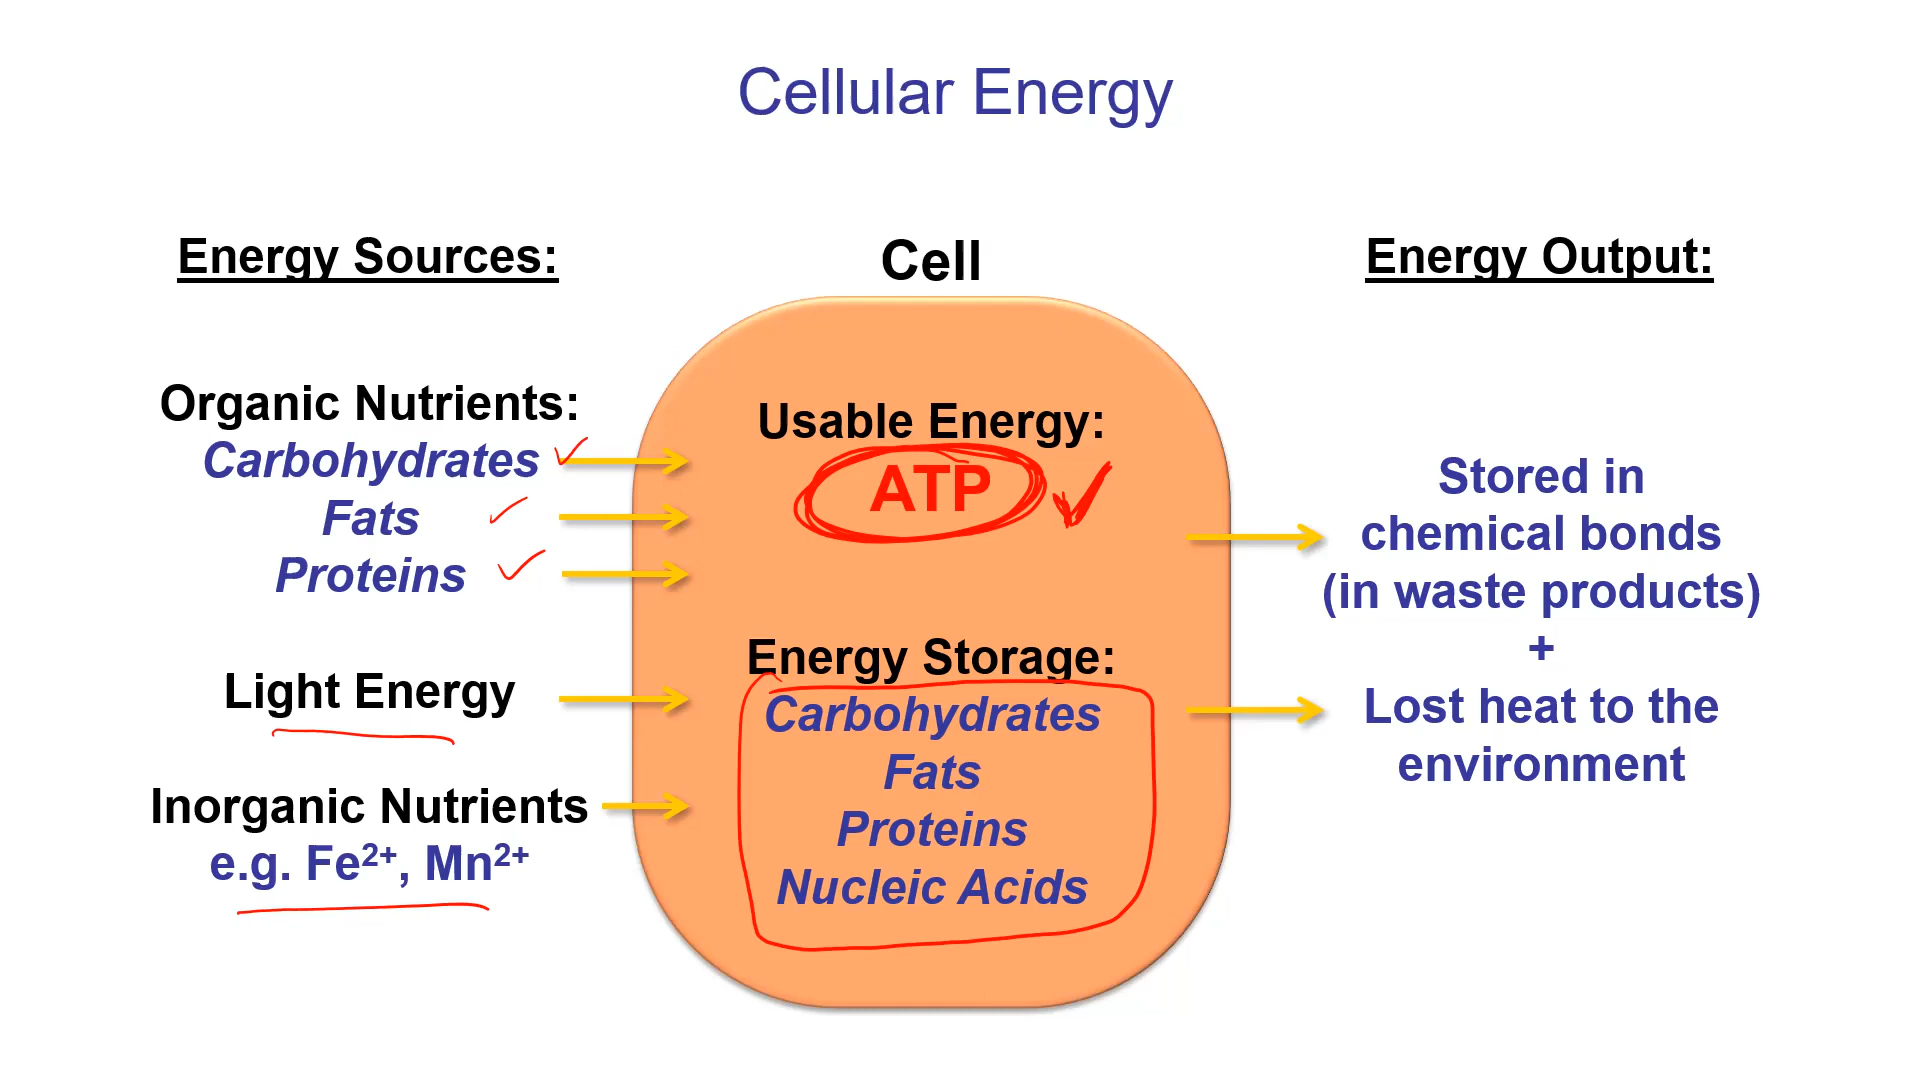 Cellular Energy
Energy Sources:
Organic Nutrients:
Carbohydrates
Fats
Proteins
Light Energy
Inorganic Nutrients
e.g. Fe²⁺, Mn²⁺
Cell
Usable Energy:
ATP
Energy Storage:
Carbohydrates
Fats
Proteins
Nucleic Acids
Energy Output:
Stored in
chemical bonds
(in waste products)
+
Lost heat to the
environment